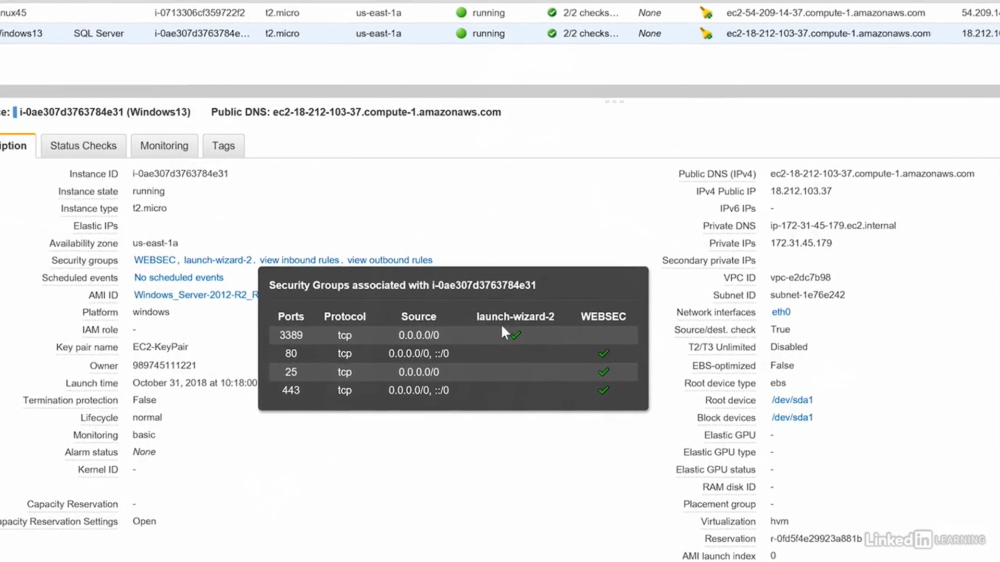 nux45 i-0713306cf359722f2 t2.micro us-east-1a running 2/2 checks... None ec2-54-209-14-37.compute-1.amazonaws.com 54.209.14
Vindows13 SQL Server i-0ae307d3763784e... t2.micro us-east-1a running 2/2 checks... None ec2-18-212-103-37.compute-1.amazonaws.com 18.212.10
ce: i-0ae307d3763784e31 (Windows13) Public DNS: ec2-18-212-103-37.compute-1.amazonaws.com
iption Status Checks Monitoring Tags
Instance ID i-0ae307d3763784e31
Instance state running
Instance type t2.micro
Elastic IPs
Availability zone us-east-1a
Security groups WEBSEC, launch-wizard-2. view inbound rules. view outbound rules
Scheduled events No scheduled events
AMI ID Windows_Server-2012-R2_R
Platform windows
IAM role -
Key pair name EC2-KeyPair
Owner 989745111221
Launch time October 31, 2018 at 10:18:00
Termination protection False
Lifecycle normal
Monitoring basic
Alarm status None
Kernel ID -
Capacity Reservation -
apacity Reservation Settings Open
Security Groups associated with i-0ae307d3763784e31
Ports Protocol Source launch-wizard-2 WEBSEC
3389 tcp 0.0.0.0/0
80 tcp 0.0.0.0/0, ::/0
25 tcp 0.0.0.0/0
443 tcp 0.0.0.0/0, ::/0
Public DNS (IPv4) ec2-18-212-103-37.compute-1.amazonaws.com
IPv4 Public IP 18.212.103.37
IPv6 IPs -
Private DNS ip-172-31-45-179.ec2.internal
Private IPs 172.31.45.179
Secondary private IPs
VPC ID vpc-e2dc7b98
Subnet ID subnet-1e76e242
Network interfaces eth0
Source/dest. check True
T2/T3 Unlimited Disabled
EBS-optimized False
Root device type ebs
Root device /dev/sda1
Block devices /dev/sda1
Elastic GPU -
Elastic GPU type -
Elastic GPU status -
RAM disk ID -
Placement group -
Virtualization hvm
Reservation r-0fd5f4e29923a881b
AMI launch index 0
LinkedIn LEARNING